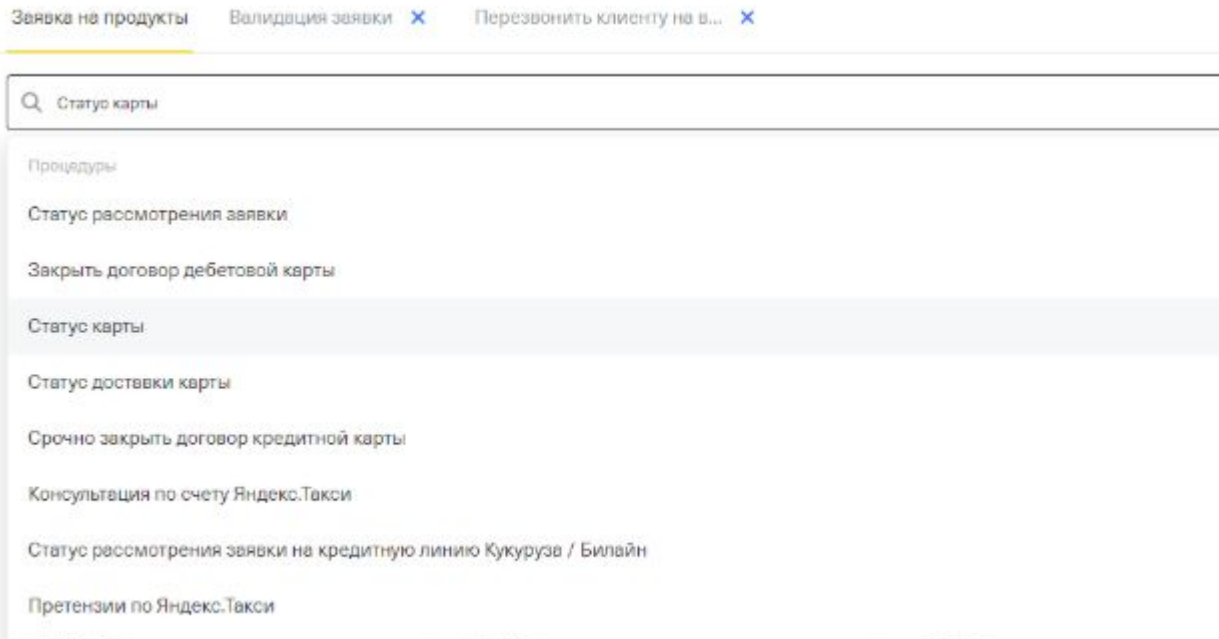 Заявка на продукты Валидация заявки Перезвонить клиенту на в...
Статус карты
Процедуры
Статус рассмотрения заявки
Закрыть договор дебетовой карты
Статус карты
Статус доставки карты
Срочно закрыть договор кредитной карты
Консультация по счету Яндекс.Такси
Статус рассмотрения заявки на кредитную линию Кукуруза / Билайн
Претензии по Яндекс.Такси